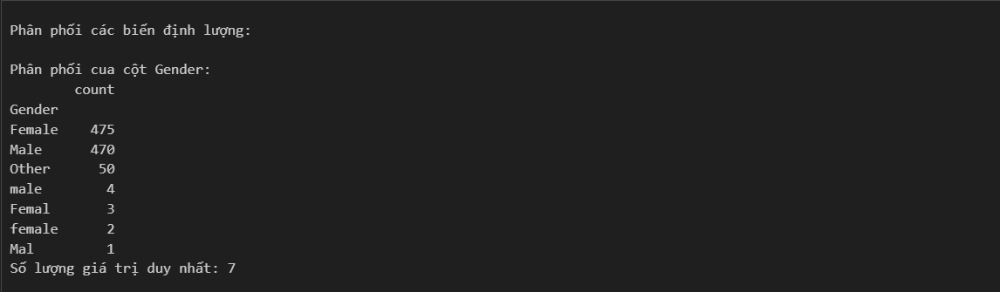 Phân phối các biến định lượng:
Phân phối cua cột Gender:
count
Gender
Female 475
Male 470
Other 50
male 4
Femal 3
female 2
Mal 1
Số lượng giá trị duy nhất: 7